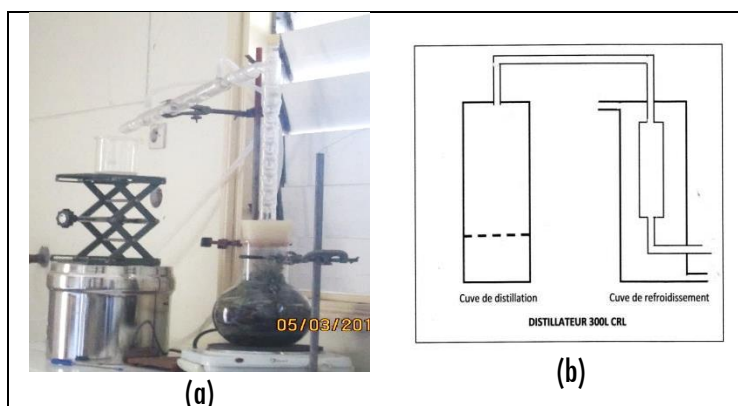 05/03/201
Cuve de distillation
Cuve de refroidissement
DISTILLATEUR 300L CRL
(a)
(b)